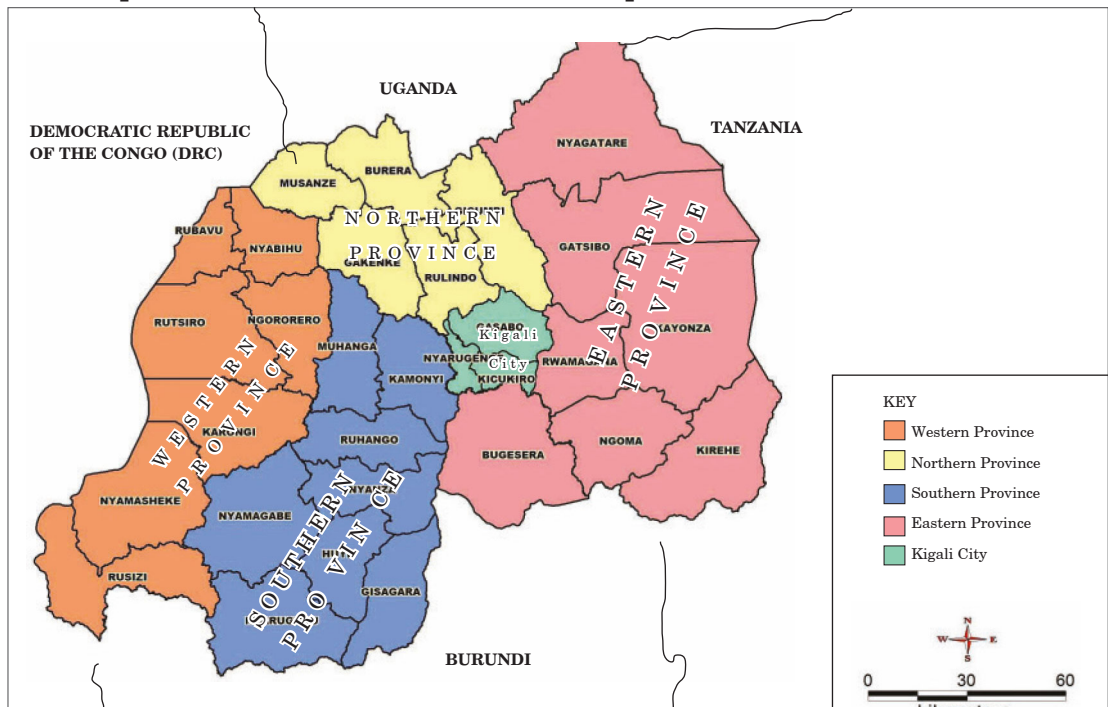 UGANDA
DEMOCRATIC REPUBLIC
OF THE CONGO (DRC)
TANZANIA
NYAGATARE
BURERA
MUSANZE
NORTHERN
PROVINCE
RUBAVU
NYABIHU
GAKENKE
RULINDO
GATSIBO
EASTERN
PROVINCE
RUTSIRO
NGORORERO
MUHANGA
GASABO
Kigali
City
KAYONZA
NYARUGENGE
KICUKIRO
RWAMAGANA
KAMONYI
WESTERN
PROVINCE
KARONGI
RUHANGO
BUGESERA
NGOMA
KIREHE
NYAMASHEKE
NYAMAGABE
NYANZA
SOUTHERN
PROVINCE
RUSIZI
GISAGARA
BURUNDI
KEY
Western Province
Northern Province
Southern Province
Eastern Province
Kigali City
N
W E
S
0 30 60